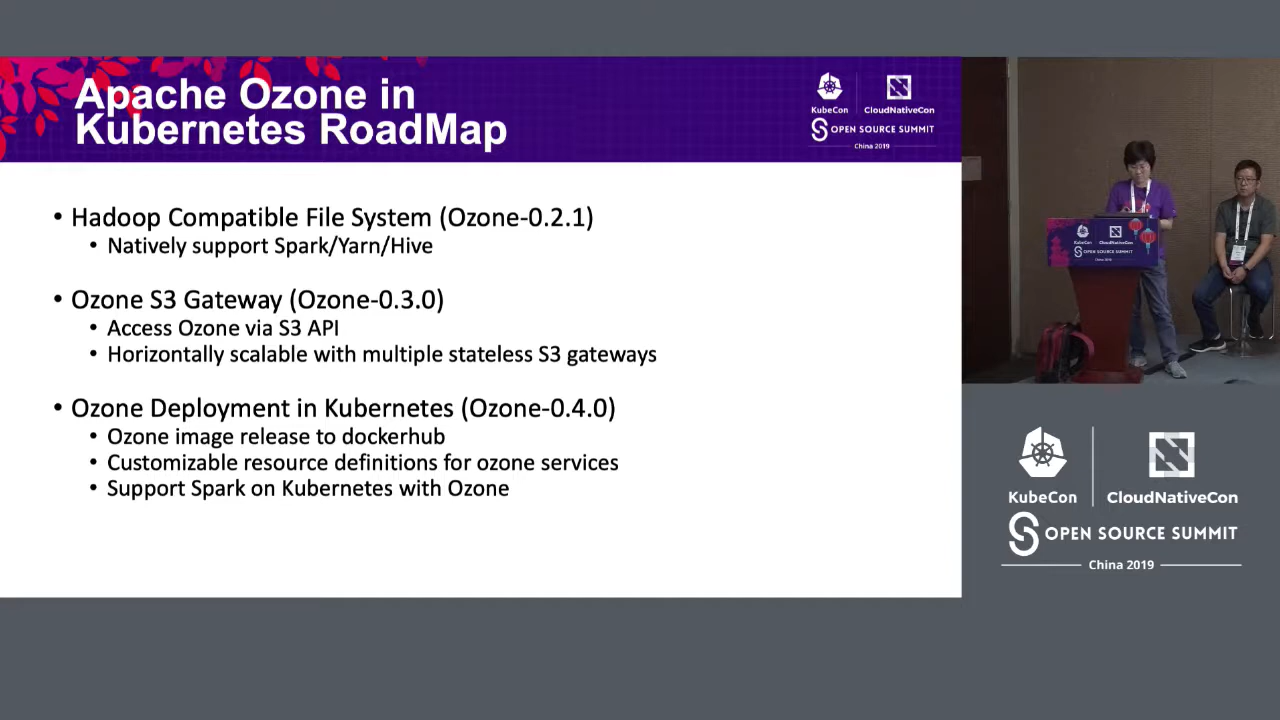 Apache Ozone in
Kubernetes RoadMap
KubeCon
CloudNativeCon
OPEN SOURCE SUMMIT
China 2019
• Hadoop Compatible File System (Ozone-0.2.1)
• Natively support Spark/Yarn/Hive
• Ozone S3 Gateway (Ozone-0.3.0)
• Access Ozone via S3 API
• Horizontally scalable with multiple stateless S3 gateways
• Ozone Deployment in Kubernetes (Ozone-0.4.0)
• Ozone image release to dockerhub
• Customizable resource definitions for ozone services
• Support Spark on Kubernetes with Ozone
OPEN SOURCE SUMMIT
KubeCon
CloudNativeCon
OPEN SOURCE SUMMIT
China 2019